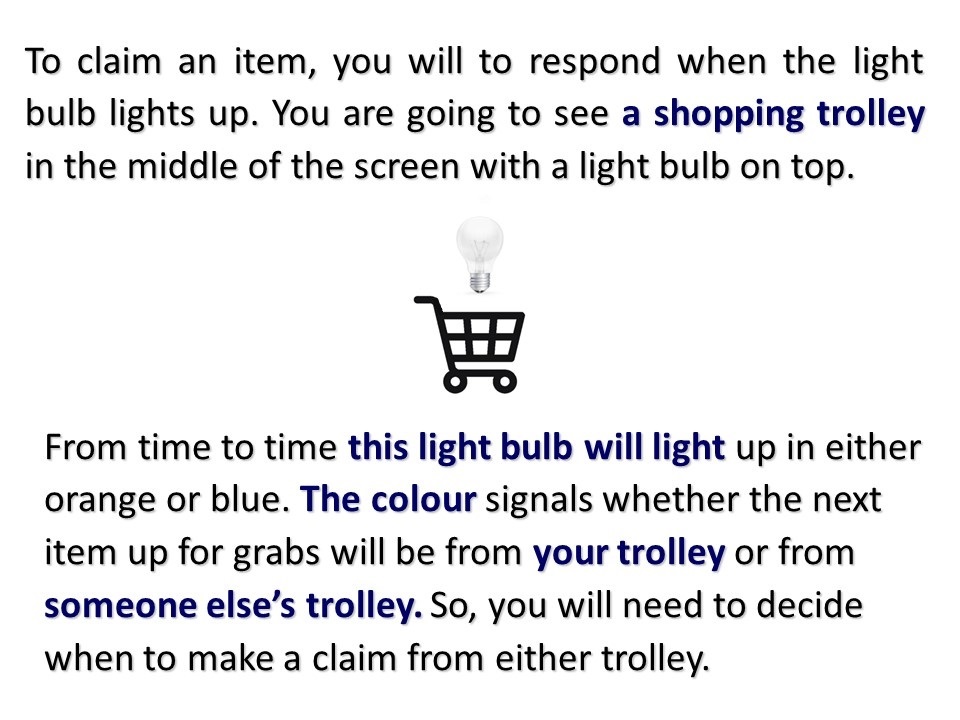 To claim an item, you will to respond when the light
bulb lights up. You are going to see a shopping trolley
in the middle of the screen with a light bulb on top.
From time to time this light bulb will light up in either
orange or blue. The colour signals whether the next
item up for grabs will be from your trolley or from
someone else’s trolley. So, you will need to decide
when to make a claim from either trolley.